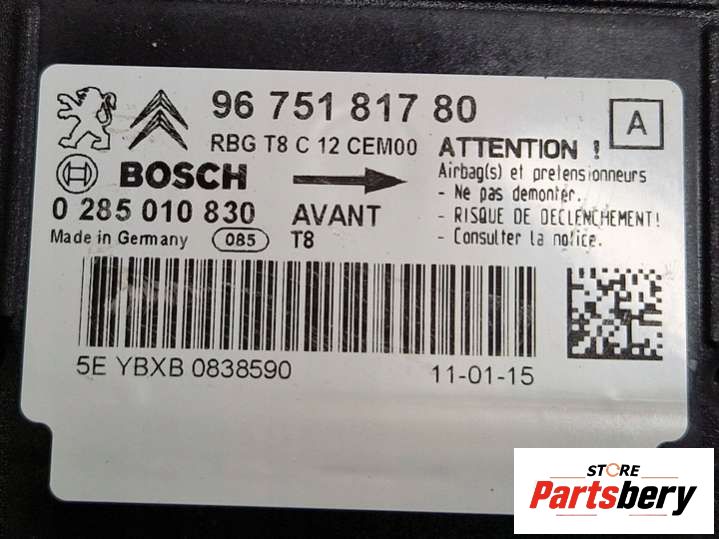 96 751 817 80
A
RBG T8 C 12 CEM00
ATTENTION !
Airbag(s) et pretensionneurs
BOSCH
- Ne pas demonter.
0 285 010 830
AVANT
- RISQUE DE DECLENCHEMENT!
Made in Germany
085
T8
- Consulter la notice.
5E YBXB 0838590
11-01-15
STORE
Partsbery